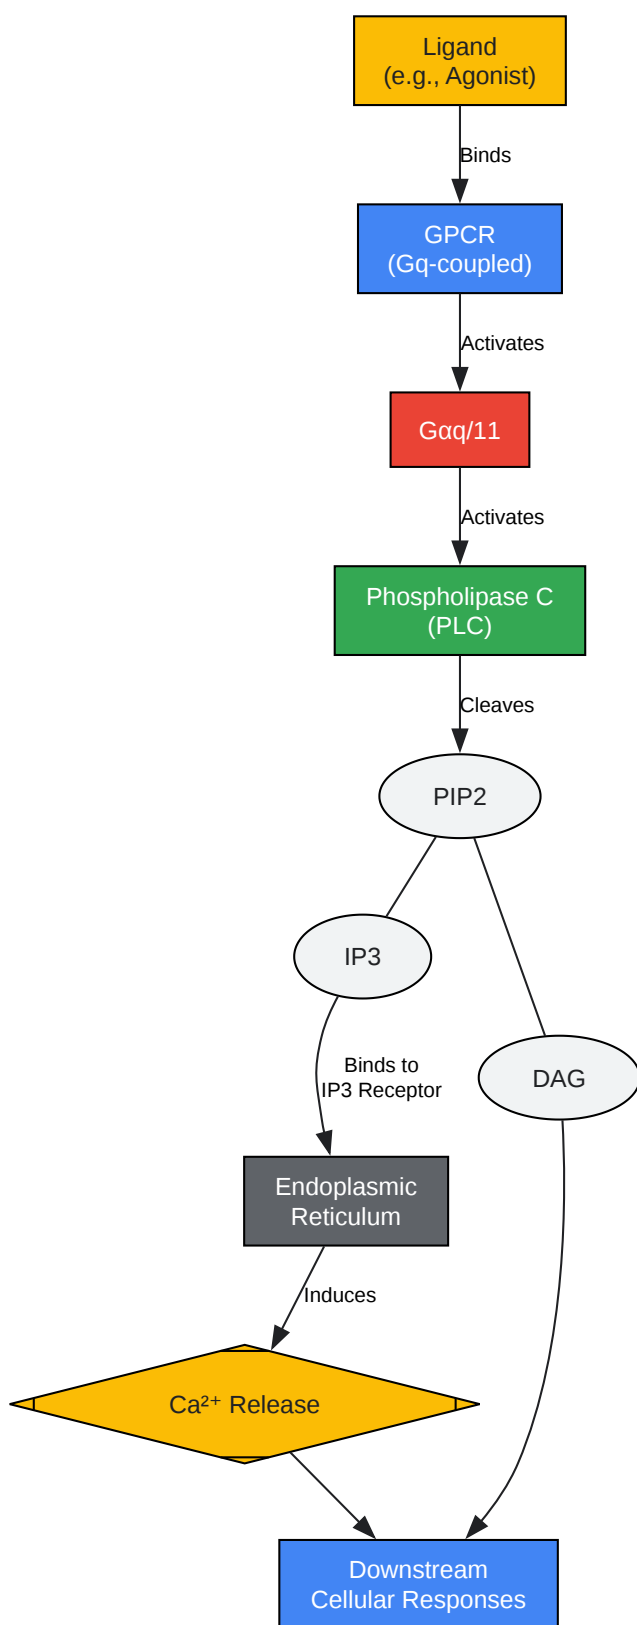 Ligand
(e.g., Agonist)
Binds
GPCR
(Gq-coupled)
Activates
Gαq/11
Activates
Phospholipase C
(PLC)
Cleaves
PIP2
IP3
Binds to
IP3 Receptor
DAG
Endoplasmic
Reticulum
Induces
Ca²⁺ Release
Downstream
Cellular Responses